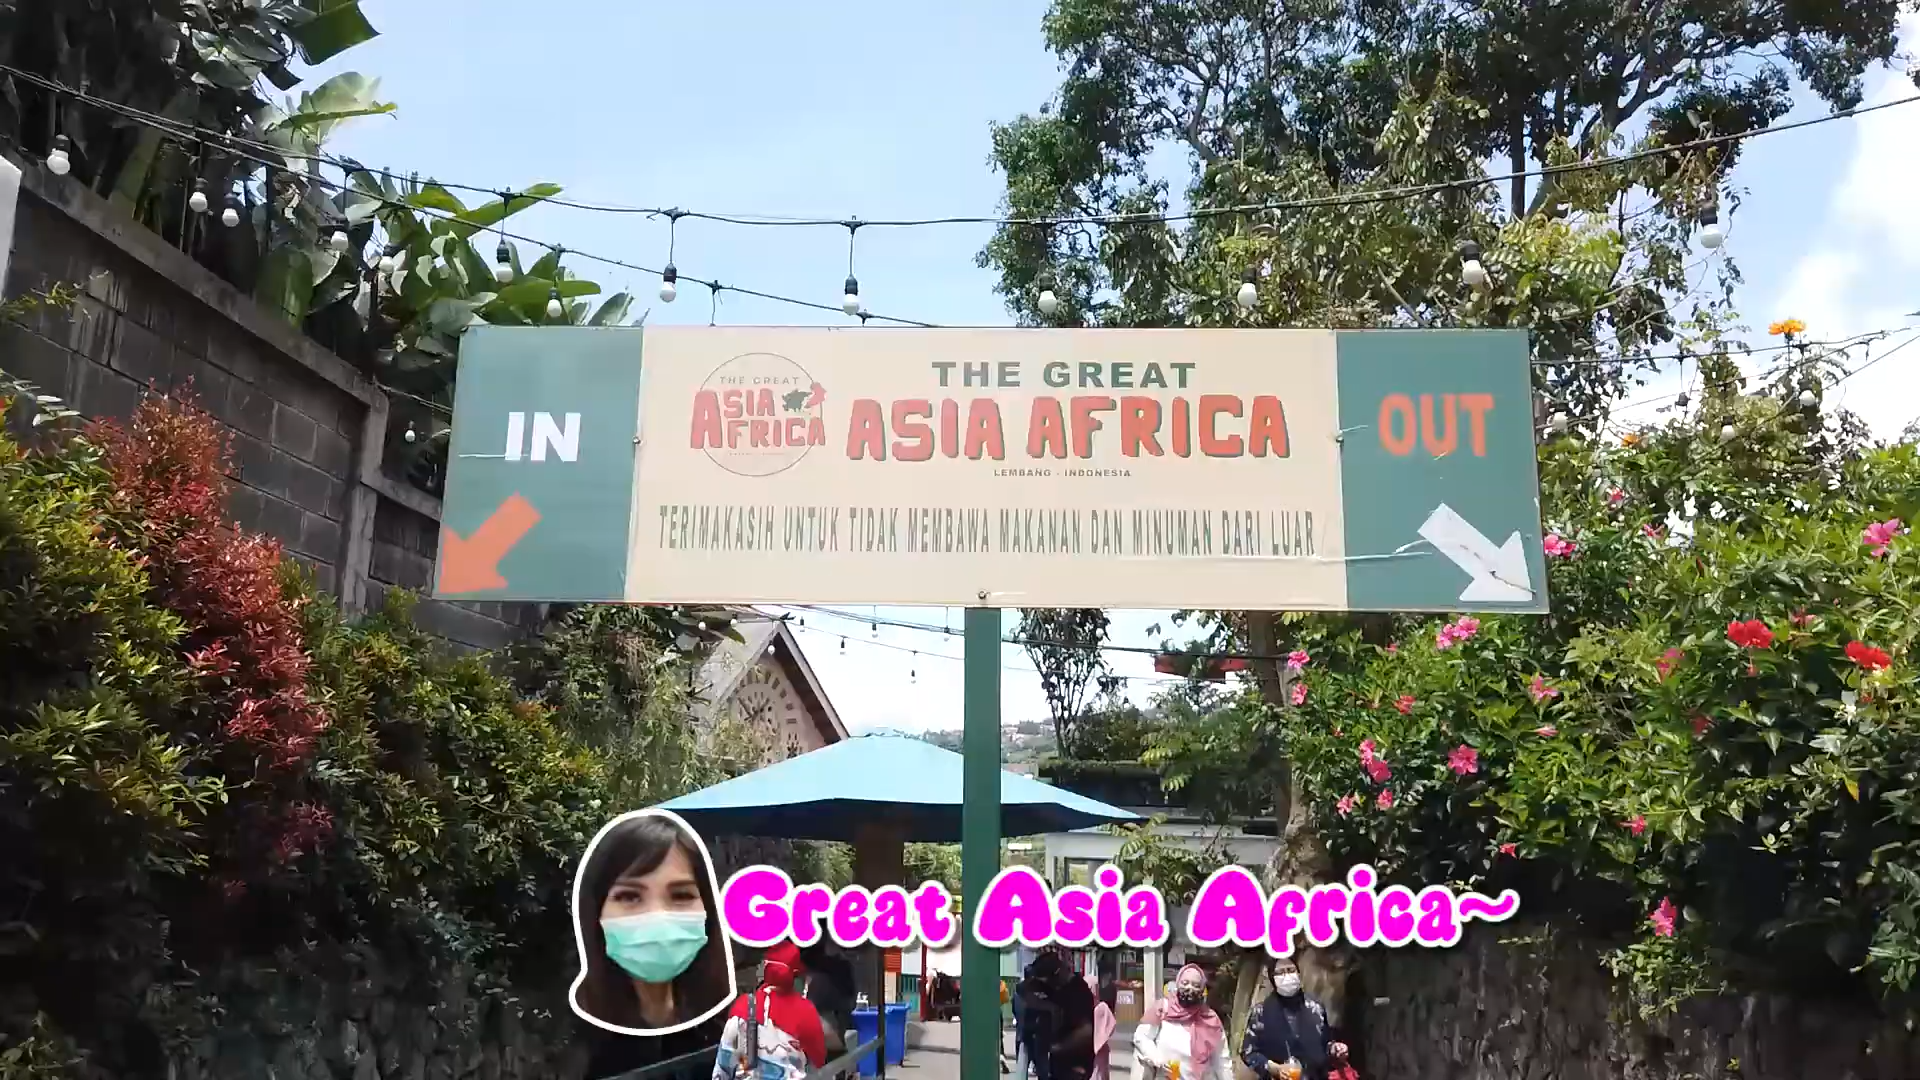 IN
THE GREAT
ASIA
AFRICA
THE GREAT
ASIA AFRICA
LEMBANG - INDONESIA
TERIMAKASIH UNTUK TIDAK MEMBAWA MAKANAN DAN MINUMAN DARI LUAR
OUT
Great Asia Africa~